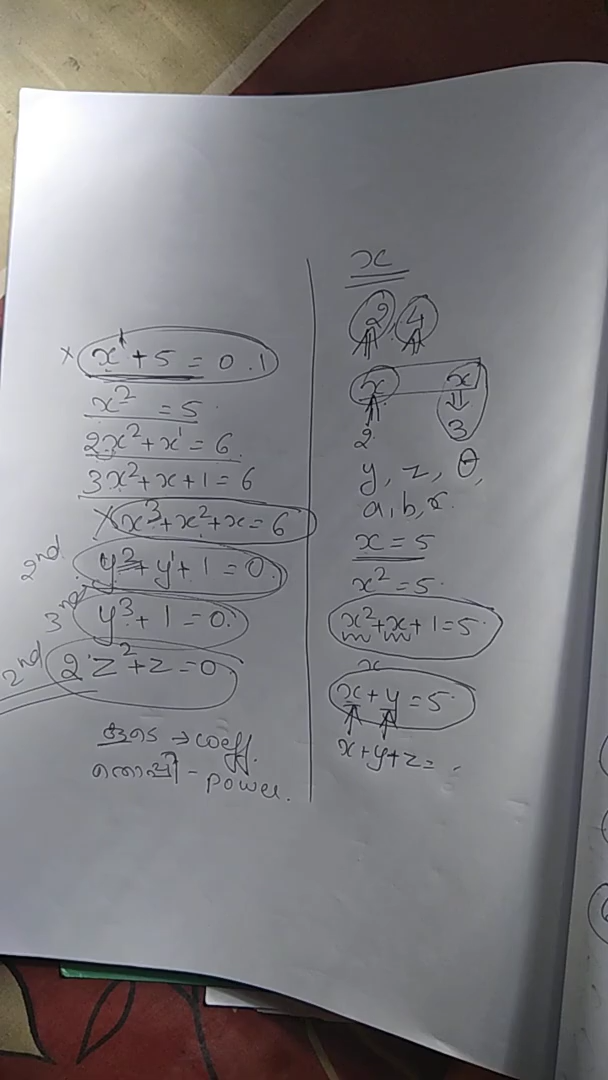 x¹ + 5 = 0 . 1
x² = 5
2x² + x¹ = 6.
3x² + x + 1 = 6
x³ + x² + x = 6
2nd y² + y¹ + 1 = 0.
y³ + 1 = 0.
2nd 2z² + z = 0.
→ coeff.
തൊപ്പി - power.
x
2, 4
x x
2 ⇓ 3
y, z, θ,
a, b, r.
x = 5
x² = 5.
x² + x + 1 = 5.
x
x + y = 5.
x + y + z = .